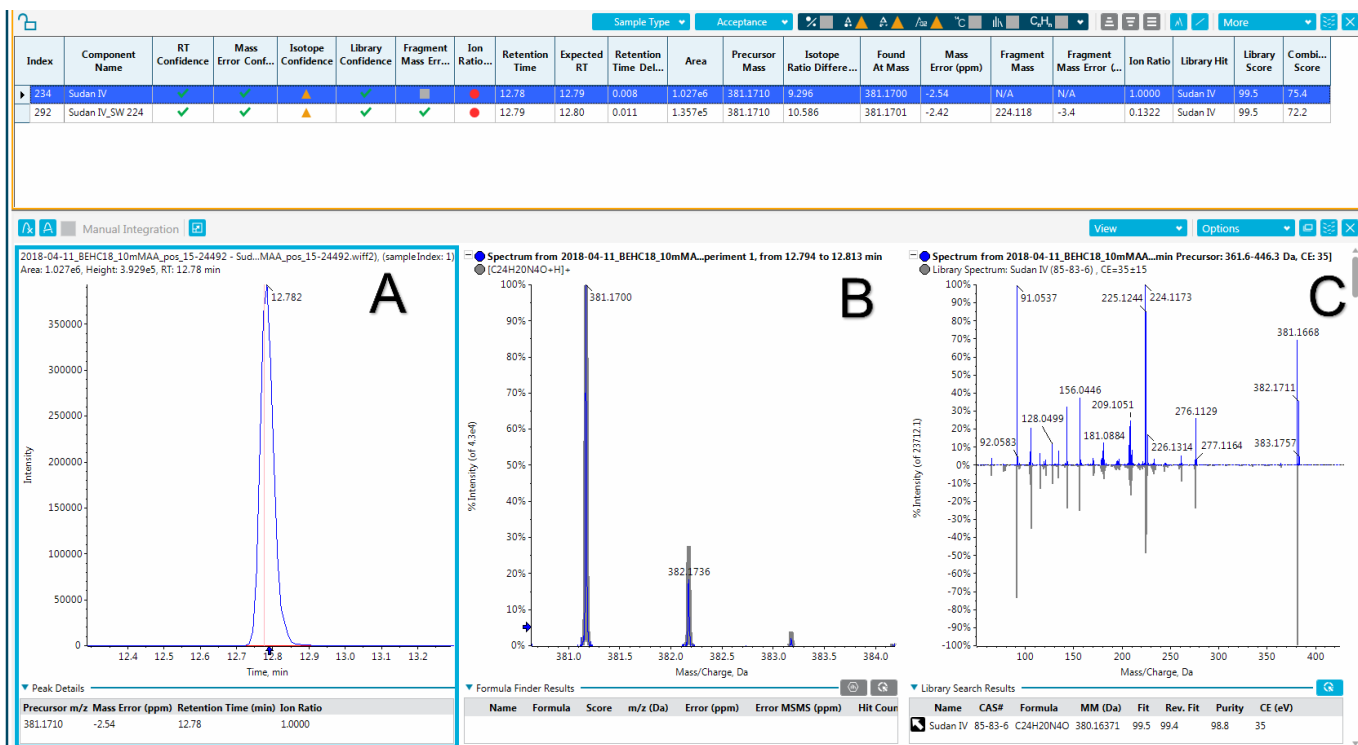 Sample Type Acceptance °C CₙHₙ More
Index Component Name RT Confidence Mass Error Conf... Isotope Confidence Library Confidence Fragment Mass Err... Ion Ratio... Retention Time Expected RT Retention Time Del... Area Precursor Mass Isotope Ratio Differe... Found At Mass Mass Error (ppm) Fragment Mass Fragment Mass Error (... Ion Ratio Library Hit Library Score Combi... Score
234 Sudan IV 12.78 12.79 0.008 1.027e6 381.1710 9.296 381.1700 -2.54 N/A N/A 1.0000 Sudan IV 99.5 75.4
292 Sudan IV_SW 224 12.79 12.80 0.011 1.357e5 381.1710 10.586 381.1701 -2.42 224.118 -3.4 0.1322 Sudan IV 99.5 72.2
Manual Integration View Options
2018-04-11_BEHC18_10mMAA_pos_15-24492 - Sud...MAA_pos_15-24492.wiff2), (sampleIndex: 1)
Area: 1.027e6, Height: 3.929e5, RT: 12.78 min
A
12.782
350000
300000
250000
200000
150000
100000
50000
0
Intensity
12.4 12.5 12.6 12.7 12.8 12.9 13.0 13.1 13.2
Time, min
Peak Details
Precursor m/z Mass Error (ppm) Retention Time (min) Ion Ratio
381.1710 -2.54 12.78 1.0000
Spectrum from 2018-04-11_BEHC18_10mMA...periment 1, from 12.794 to 12.813 min
[C24H20N4O+H]+
B
100%
90%
80%
70%
60%
50%
40%
30%
20%
10%
0%
% Intensity (of 4.3e4)
381.1700
382.1736
381.0 381.5 382.0 382.5 383.0 383.5 384.0
Mass/Charge, Da
Formula Finder Results
Name Formula Score m/z (Da) Error (ppm) Error MSMS (ppm) Hit Coun
Spectrum from 2018-04-11_BEHC18_10mMAA...min Precursor: 361.6-446.3 Da, CE: 35]
Library Spectrum: Sudan IV (85-83-6) , CE=35±15
C
100%
90%
80%
70%
60%
50%
40%
30%
20%
10%
0%
-10%
-20%
-30%
-40%
-50%
-60%
-70%
-80%
-90%
-100%
% Intensity (of 23712.1)
91.0537
225.1244
224.1173
381.1668
382.1711
156.0446
209.1051
128.0499
276.1129
181.0884
92.0583
226.1314
277.1164
383.1757
100 150 200 250 300 350 400
Mass/Charge, Da
Library Search Results
Name CAS# Formula MM (Da) Fit Rev. Fit Purity CE (eV)
Sudan IV 85-83-6 C24H20N4O 380.16371 99.5 99.4 98.8 35